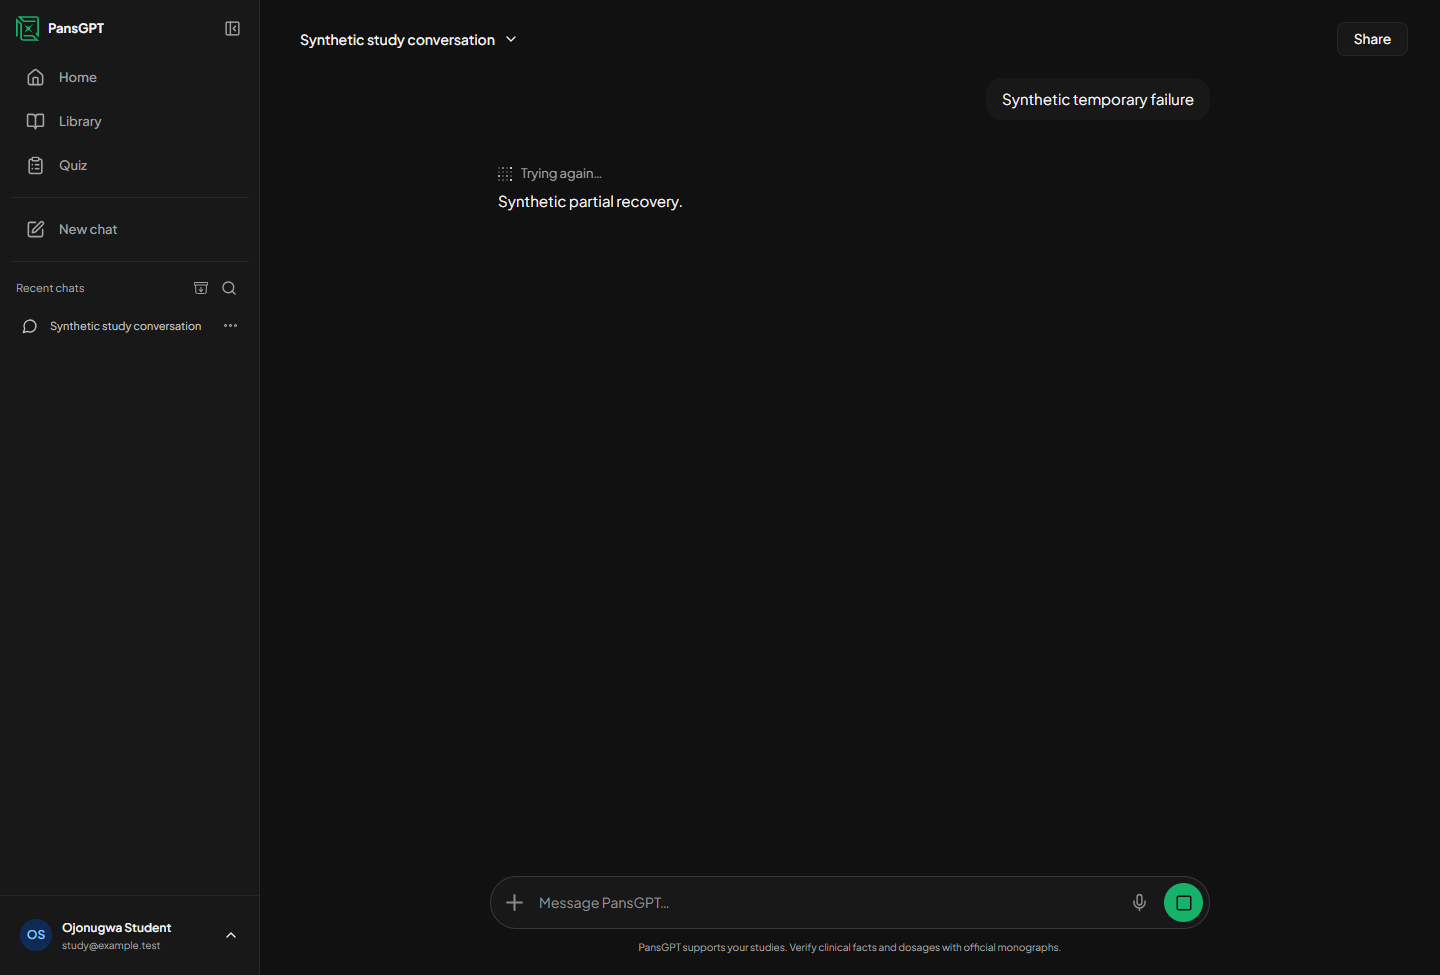 PansGPT
Home
Library
Quiz
New chat
Recent chats
Synthetic study conversation
OS
Ojonugwa Student
study@example.test
Synthetic study conversation
Share
Synthetic temporary failure
Trying again...
Synthetic partial recovery.
Message PansGPT...
PansGPT supports your studies. Verify clinical facts and dosages with official monographs.